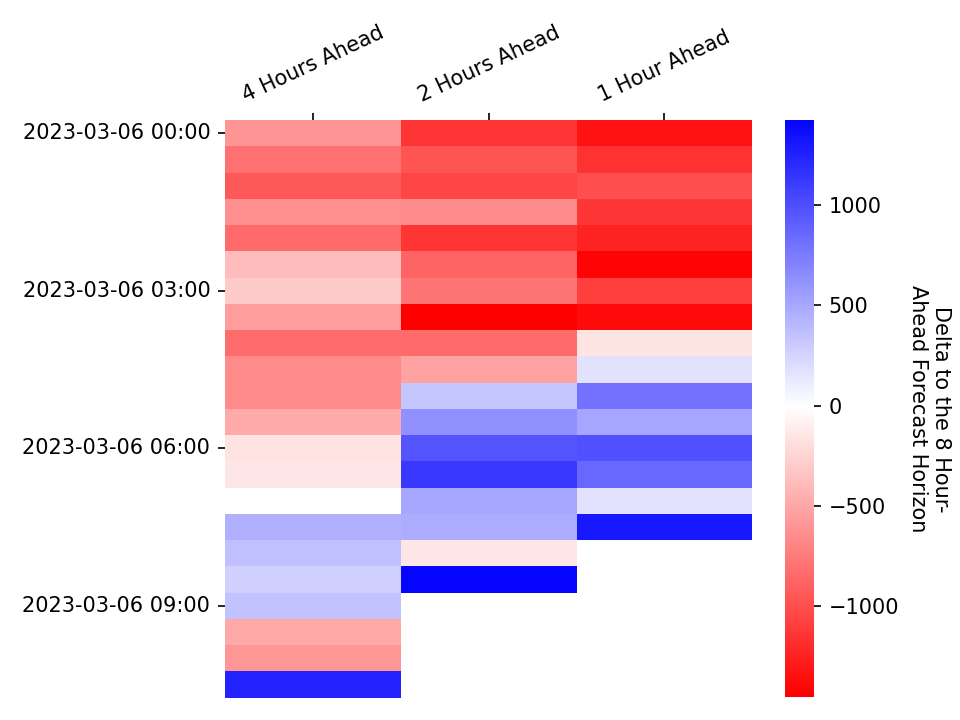 4 Hours Ahead
2 Hours Ahead
1 Hour Ahead
2023-03-06 00:00
2023-03-06 03:00
2023-03-06 06:00
2023-03-06 09:00
1000
500
0
−500
−1000
Delta to the 8 Hour-
Ahead Forecast Horizon